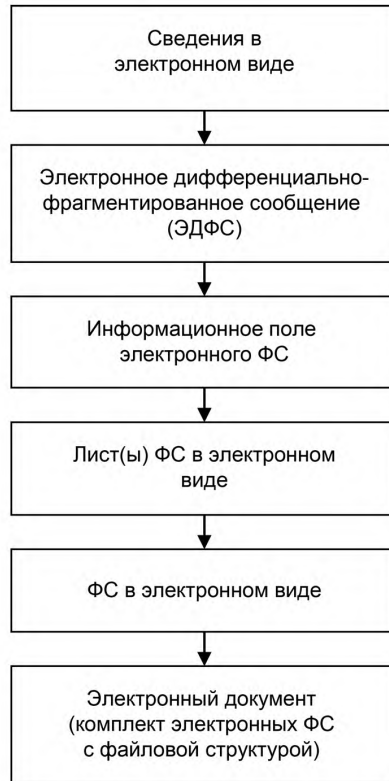 Сведения в
электронном виде
Электронное дифференциально-
фрагментированное сообщение
(ЭДФС)
Информационное поле
электронного ФС
Лист(ы) ФС в электронном
виде
ФС в электронном виде
Электронный документ
(комплект электронных ФС
с файловой структурой)